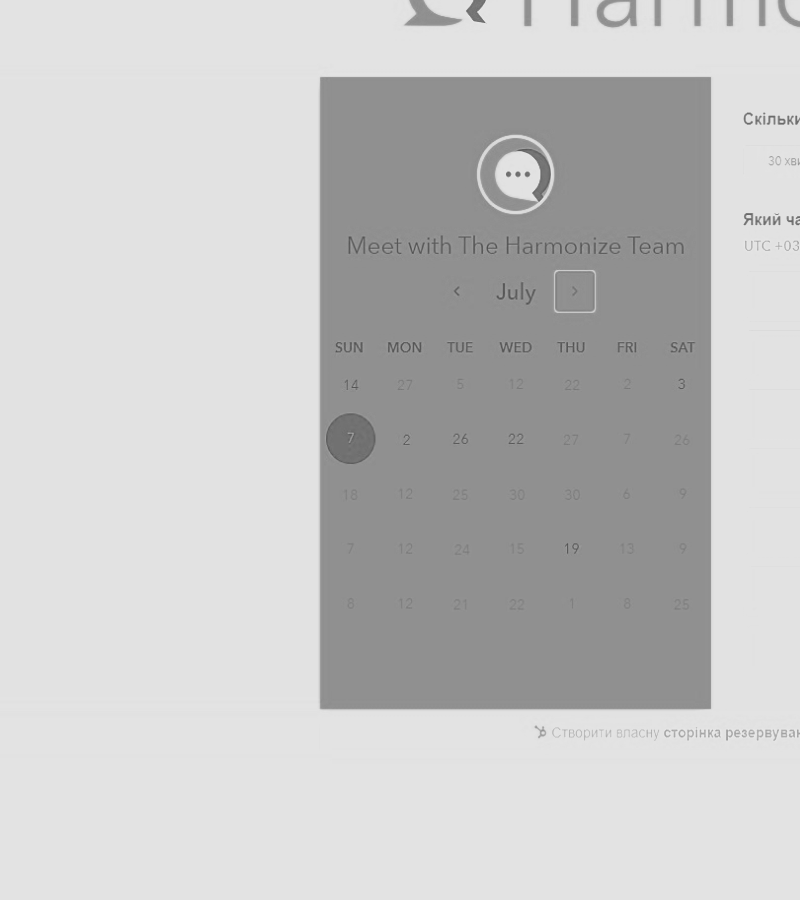 Harmo
Meet with The Harmonize Team
July
SUN MON TUE WED THU FRI SAT
14 27 5 12 22 2 3
7 2 26 22 27 7 26
18 12 25 30 30 6 9
7 12 24 15 19 13 9
8 12 21 22 1 8 25
Скільки
30 хви
Який ча
UTC +03
Створити власну сторінка резервуван